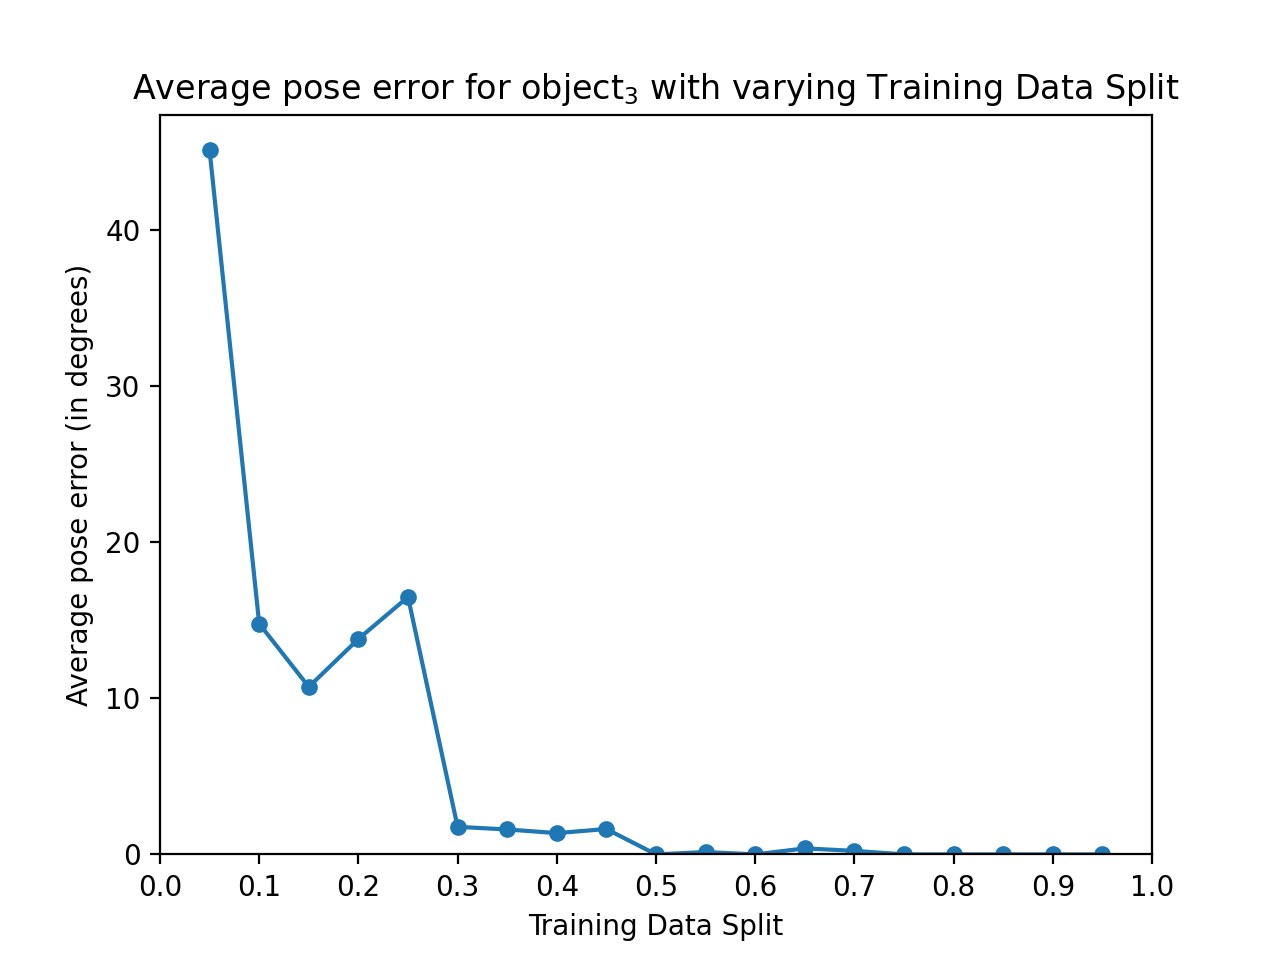 Average pose error for object₃ with varying Training Data Split
Average pose error (in degrees)
40
30
20
10
0
0.0 0.1 0.2 0.3 0.4 0.5 0.6 0.7 0.8 0.9 1.0
Training Data Split